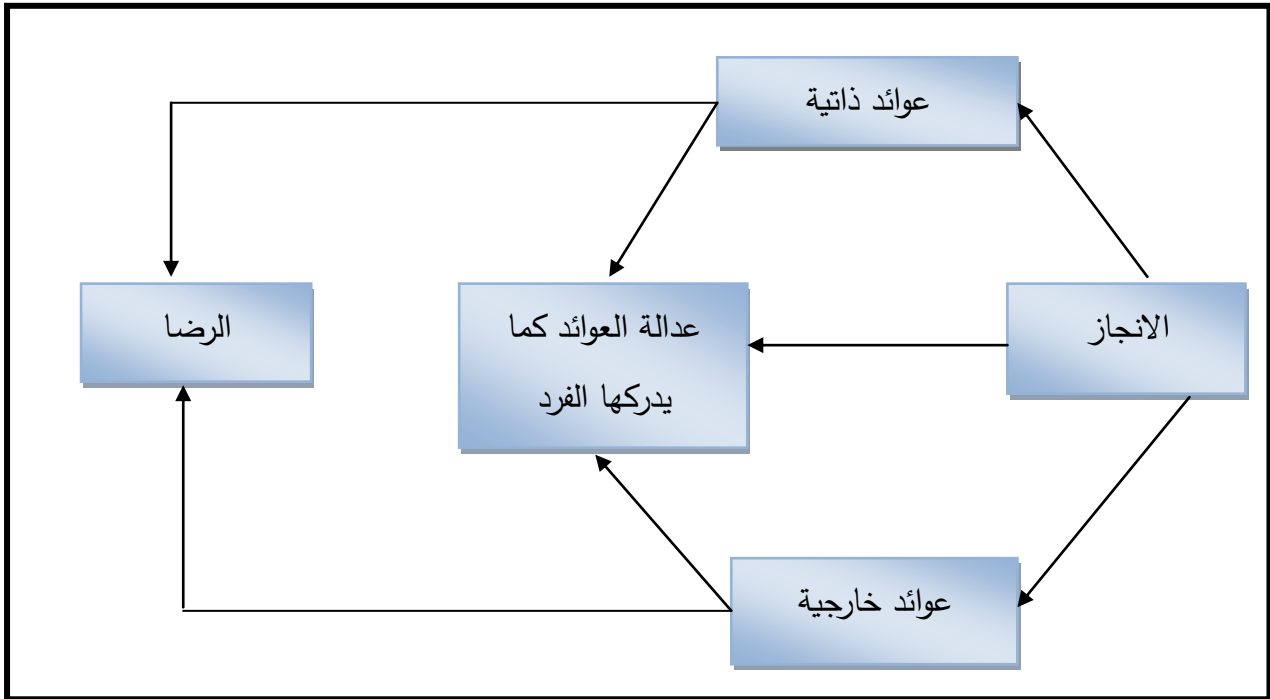 عوائد ذاتية
الانجاز
عدالة العوائد كما
يدركها الفرد
الرضا
عوائد خارجية